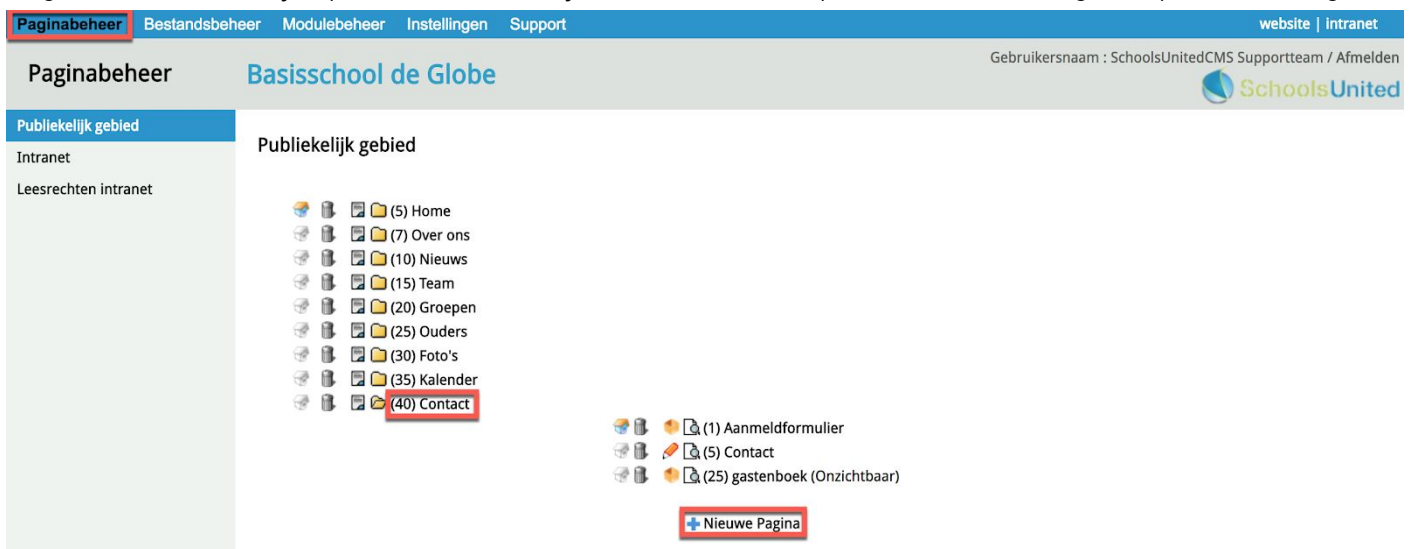 Paginabeheer Bestandsbeheer Modulebeheer Instellingen Support website | intranet
Gebruikersnaam : SchoolsUnitedCMS Supportteam / Afmelden
Paginabeheer Basisschool de Globe
SchoolsUnited
Publiekelijk gebied
Intranet
Leesrechten intranet
Publiekelijk gebied
(5) Home
(7) Over ons
(10) Nieuws
(15) Team
(20) Groepen
(25) Ouders
(30) Foto's
(35) Kalender
(40) Contact
(1) Aanmeldformulier
(5) Contact
(25) gastenboek (Onzichtbaar)
Nieuwe Pagina